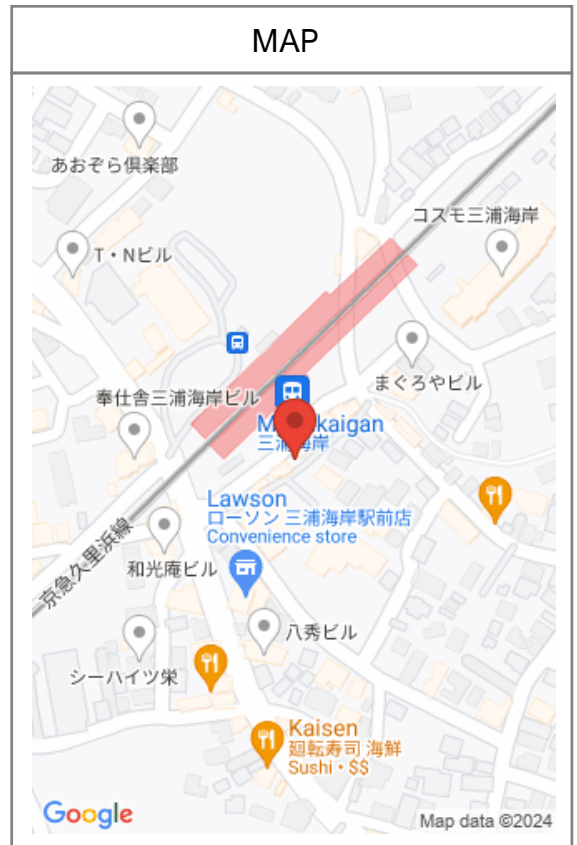 MAP
あおぞら倶楽部
コスモ三浦海岸
T・Nビル
まぐろやビル
奉仕舎三浦海岸ビル
kaigan
三浦海岸
Lawson
ローソン 三浦海岸駅前店
Convenience store
京急久里浜線
和光庵ビル
八秀ビル
シーハイツ栄
Kaisen
廻転寿司 海鮮
Sushi・$$
Google
Map data ©2024